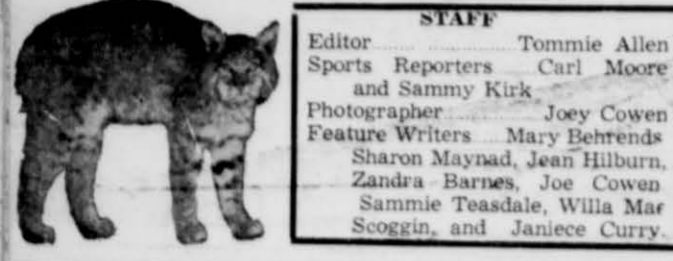 STAFF
Editor Tommie Allen
Sports Reporters Carl Moore
and Sammy Kirk
Photographer Joey Cowen
Feature Writers Mary Behrends
Sharon Maynad, Jean Hilburn,
Zandra Barnes, Joe Cowen
Sammie Teasdale, Willa Mae
Scoggin, and Janiece Curry.